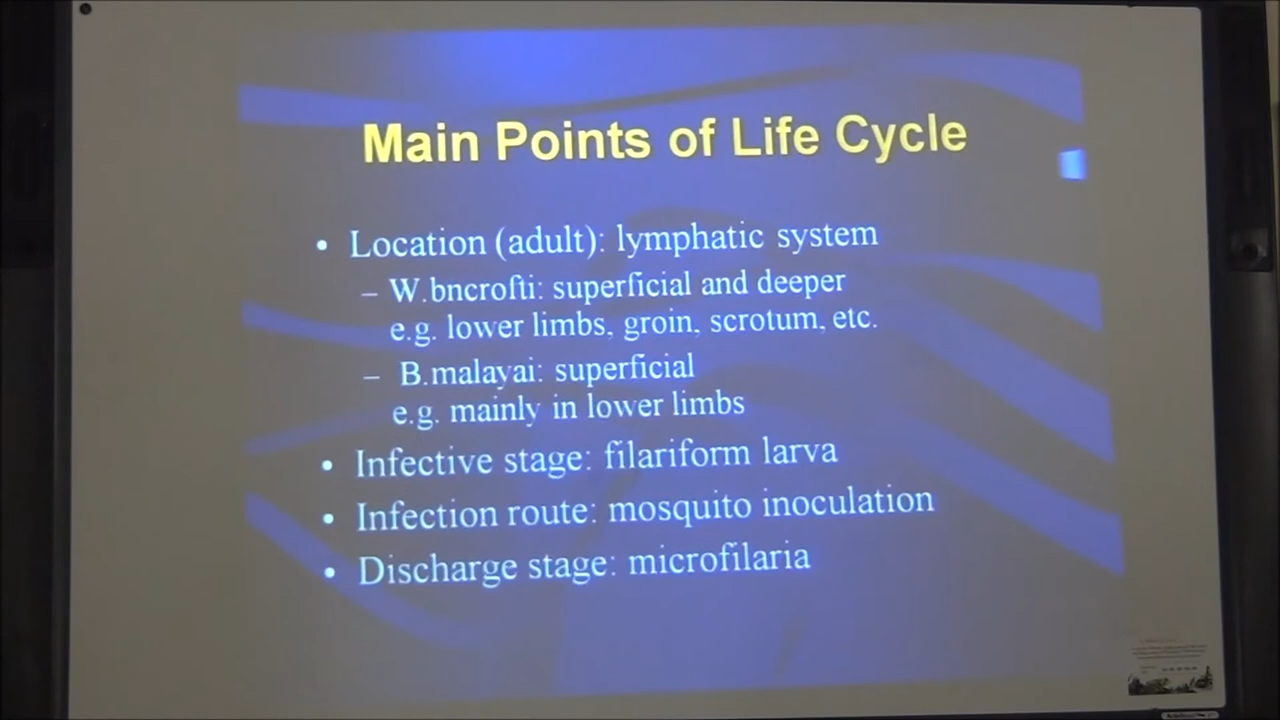 Main Points of Life Cycle
• Location (adult): lymphatic system
– W.bncrofti: superficial and deeper
e.g. lower limbs, groin, scrotum, etc.
– B.malayai: superficial
e.g. mainly in lower limbs
• Infective stage: filariform larva
• Infection route: mosquito inoculation
• Discharge stage: microfilaria